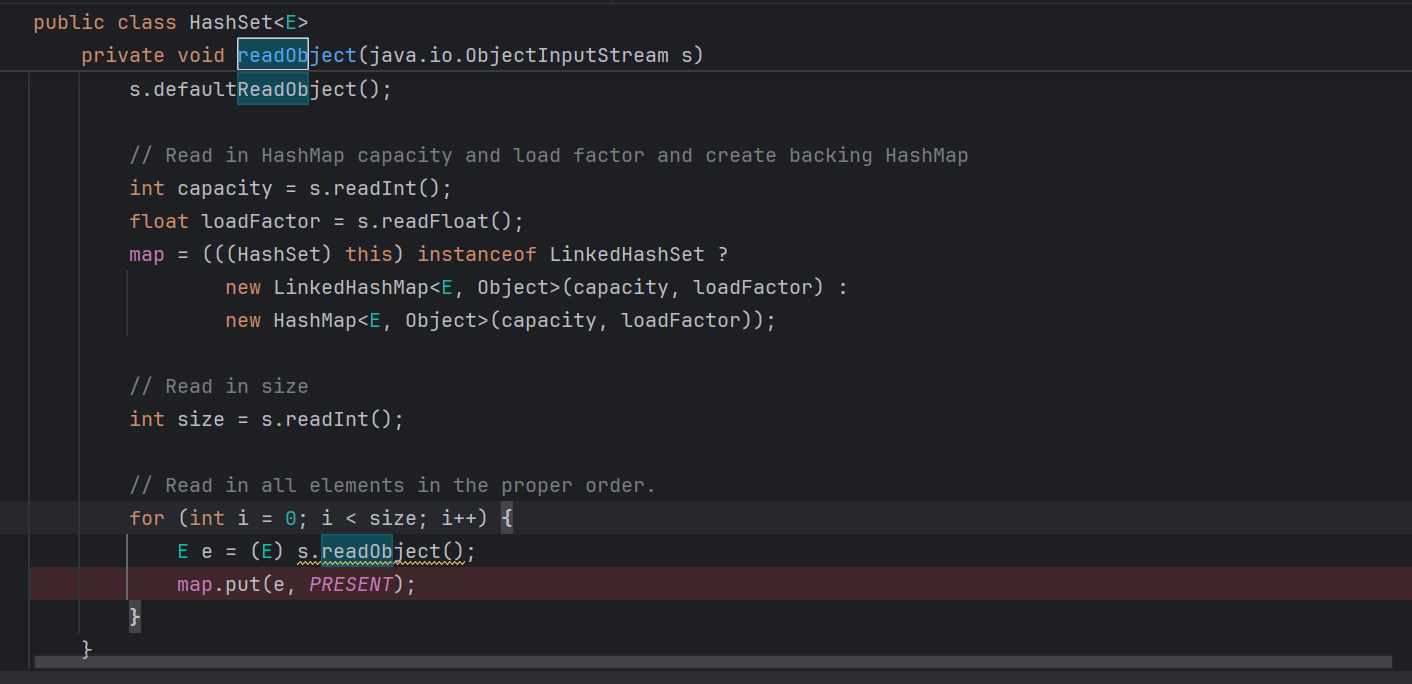 public class HashSet<E>
    private void readObject(java.io.ObjectInputStream s)
        s.defaultReadObject();

        // Read in HashMap capacity and load factor and create backing HashMap
        int capacity = s.readInt();
        float loadFactor = s.readFloat();
        map = (((HashSet) this) instanceof LinkedHashSet ?
                new LinkedHashMap<E, Object>(capacity, loadFactor) :
                new HashMap<E, Object>(capacity, loadFactor));

        // Read in size
        int size = s.readInt();

        // Read in all elements in the proper order.
        for (int i = 0; i < size; i++) {
            E e = (E) s.readObject();
            map.put(e, PRESENT);
        }
    }